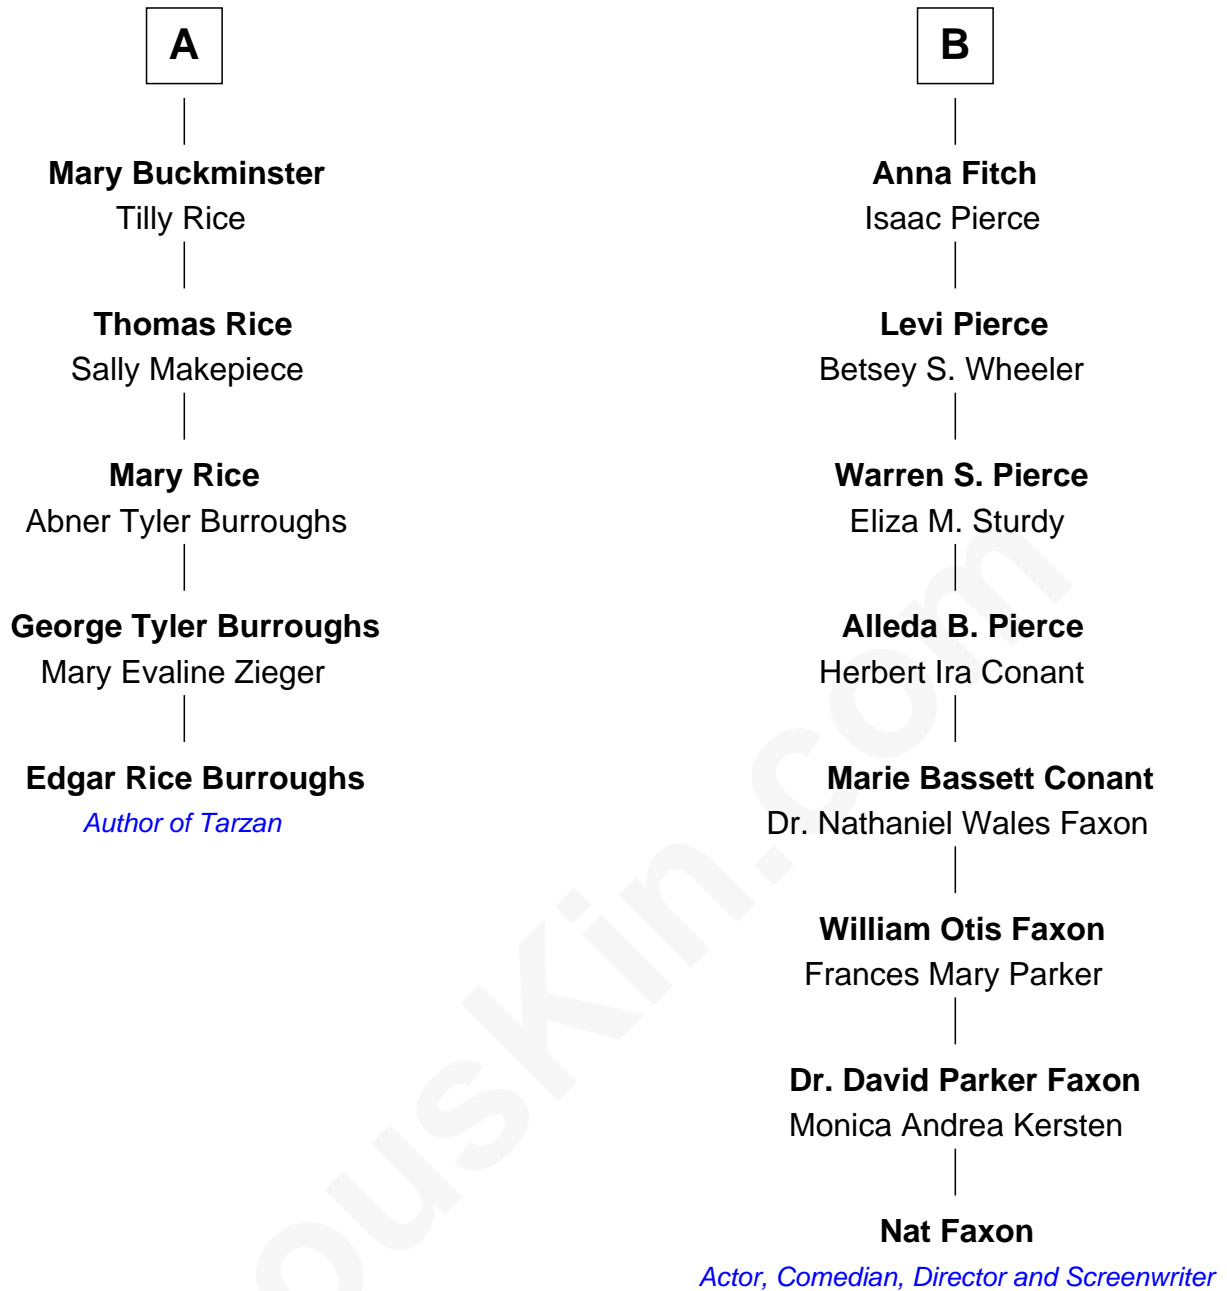 A
Mary Buckminster
Tilly Rice
Thomas Rice
Sally Makepiece
Mary Rice
Abner Tyler Burroughs
George Tyler Burroughs
Mary Evaline Zieger
Edgar Rice Burroughs
Author of Tarzan
B
Anna Fitch
Isaac Pierce
Levi Pierce
Betsey S. Wheeler
Warren S. Pierce
Eliza M. Sturdy
Alleda B. Pierce
Herbert Ira Conant
Marie Bassett Conant
Dr. Nathaniel Wales Faxon
William Otis Faxon
Frances Mary Parker
Dr. David Parker Faxon
Monica Andrea Kersten
Nat Faxon
Actor, Comedian, Director and Screenwriter
ousKin.com